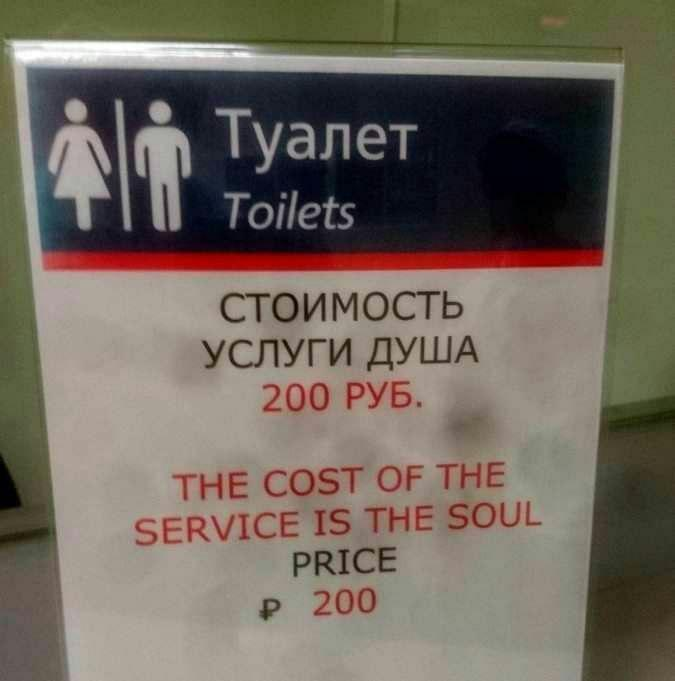 Туалет
Toilets
СТОИМОСТЬ
УСЛУГИ ДУША
200 РУБ.
THE COST OF THE
SERVICE IS THE SOUL
PRICE
₽ 200